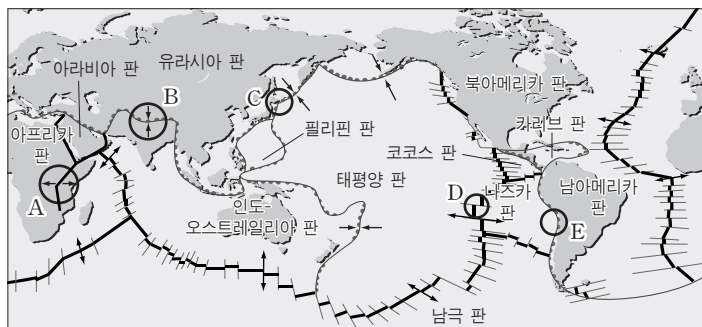 유라시아 판
아라비아 판
B
북아메리카 판
C
아프리카
판
카리브 판
필리핀 판
코코스 판
태평양 판
D
나즈카
판
남아메리카
판
A
인도-
오스트레일리아 판
E
남극 판